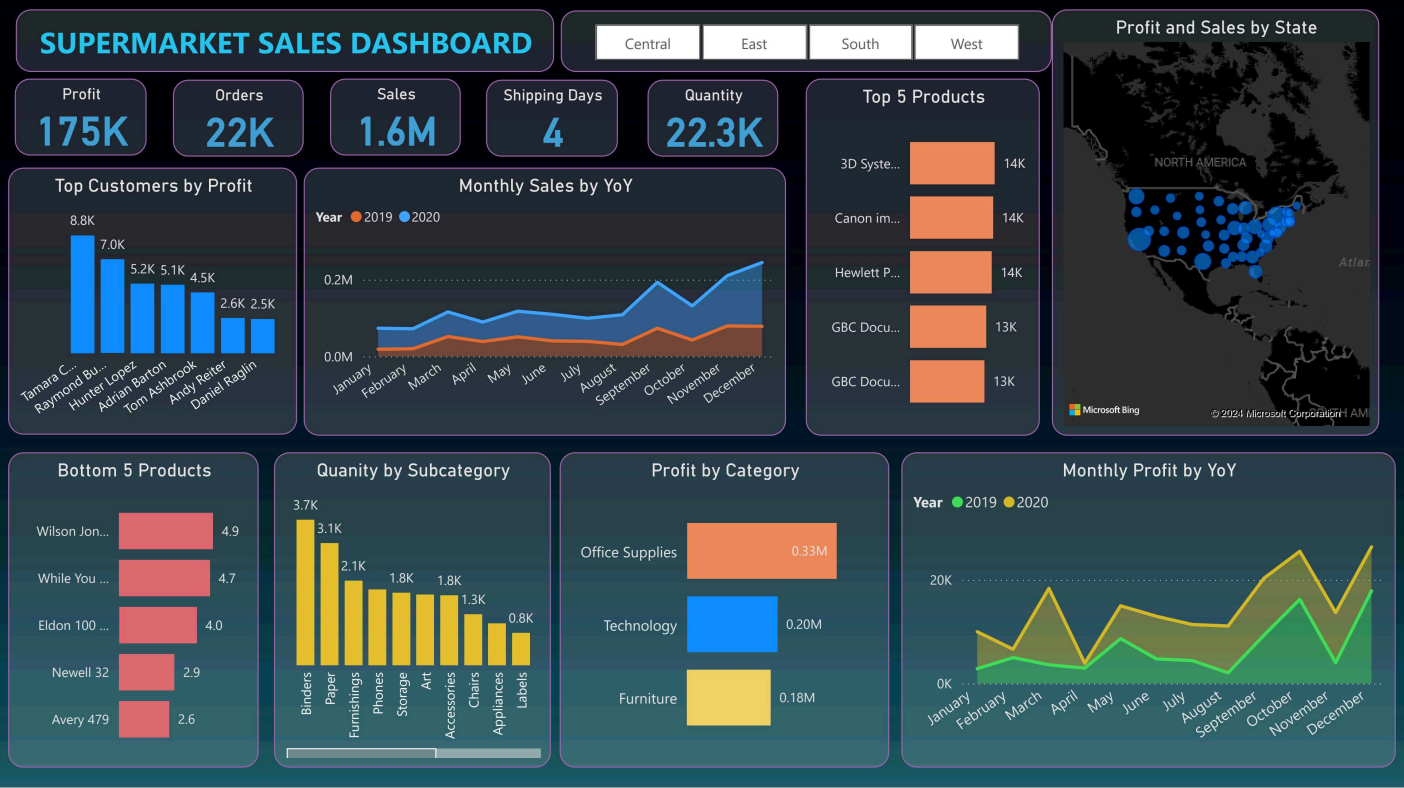 SUPERMARKET SALES DASHBOARD
Central
East
South
West
Profit and Sales by State
Profit
175K
Orders
22K
Sales
1.6M
Shipping Days
4
Quantity
22.3K
Top 5 Products
3D Syste... 14K
Canon im... 14K
Hewlett P... 14K
GBC Docu... 13K
GBC Docu... 13K
NORTH AMERICA
Atlan
Microsoft Bing
© 2024 Microsoft Corporation
TH AM
Top Customers by Profit
8.8K
7.0K
5.2K
5.1K
4.5K
2.6K
2.5K
Tamara C...
Raymond Bu...
Hunter Lopez
Adrian Barton
Tom Ashbrook
Andy Reiter
Daniel Raglin
Monthly Sales by YoY
Year 2019 2020
0.2M
0.0M
January
February
March
April
May
June
July
August
September
October
November
December
Bottom 5 Products
Wilson Jon... 4.9
While You ... 4.7
Eldon 100 ... 4.0
Newell 32 2.9
Avery 479 2.6
Quanity by Subcategory
3.7K
3.1K
2.1K
1.8K
1.8K
1.3K
0.8K
Binders
Paper
Furnishings
Phones
Storage
Art
Accessories
Chairs
Appliances
Labels
Profit by Category
Office Supplies 0.33M
Technology 0.20M
Furniture 0.18M
Monthly Profit by YoY
Year 2019 2020
20K
0K
January
February
March
April
May
June
July
August
September
October
November
December